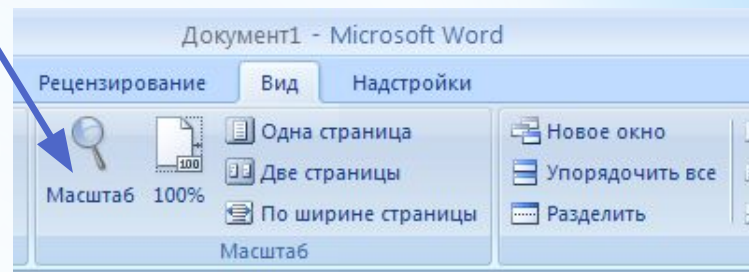 Документ1 - Microsoft Word
Рецензирование Вид Надстройки
Масштаб 100%
Одна страница
Две страницы
По ширине страницы
Масштаб
Новое окно
Упорядочить все
Разделить